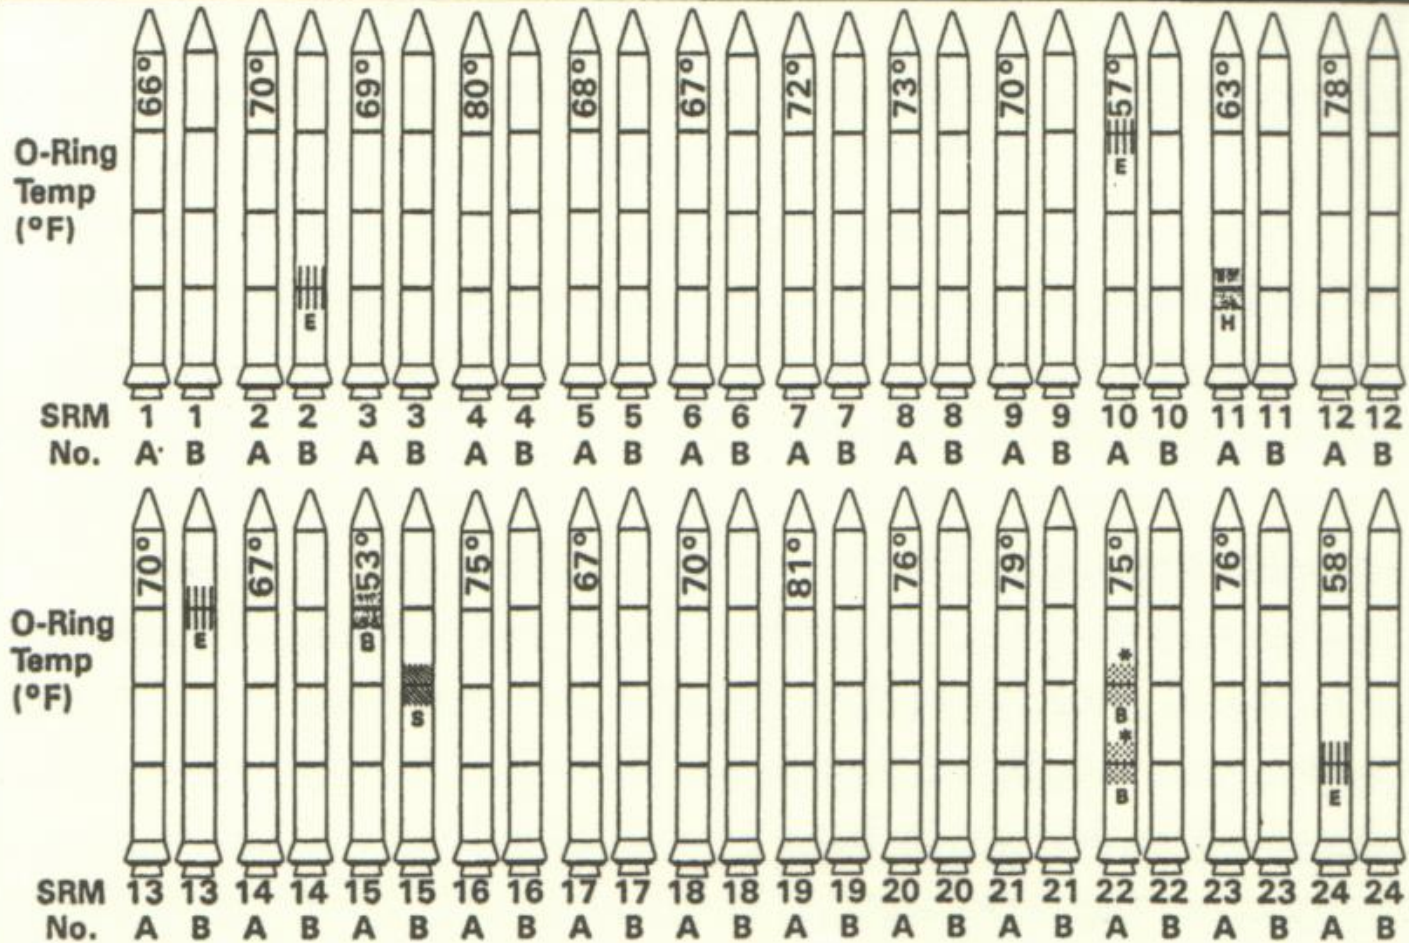 66° 70° 69° 80° 68° 67° 72° 73° 70° 57° 63° 78°
O-Ring
Temp
(°F)
E
H
E
SRM 1 1 2 2 3 3 4 4 5 5 6 6 7 7 8 8 9 9 10 10 11 11 12 12
No. A B A B A B A B A B A B A B A B A B A B A B A B
70° 67° 53° 75° 67° 70° 81° 76° 79° 75° 76° 58°
O-Ring
Temp
(°F)
E B
*
S B
*
B E
SRM 13 13 14 14 15 15 16 16 17 17 18 18 19 19 20 20 21 21 22 22 23 23 24 24
No. A B A B A B A B A B A B A B A B A B A B A B A B